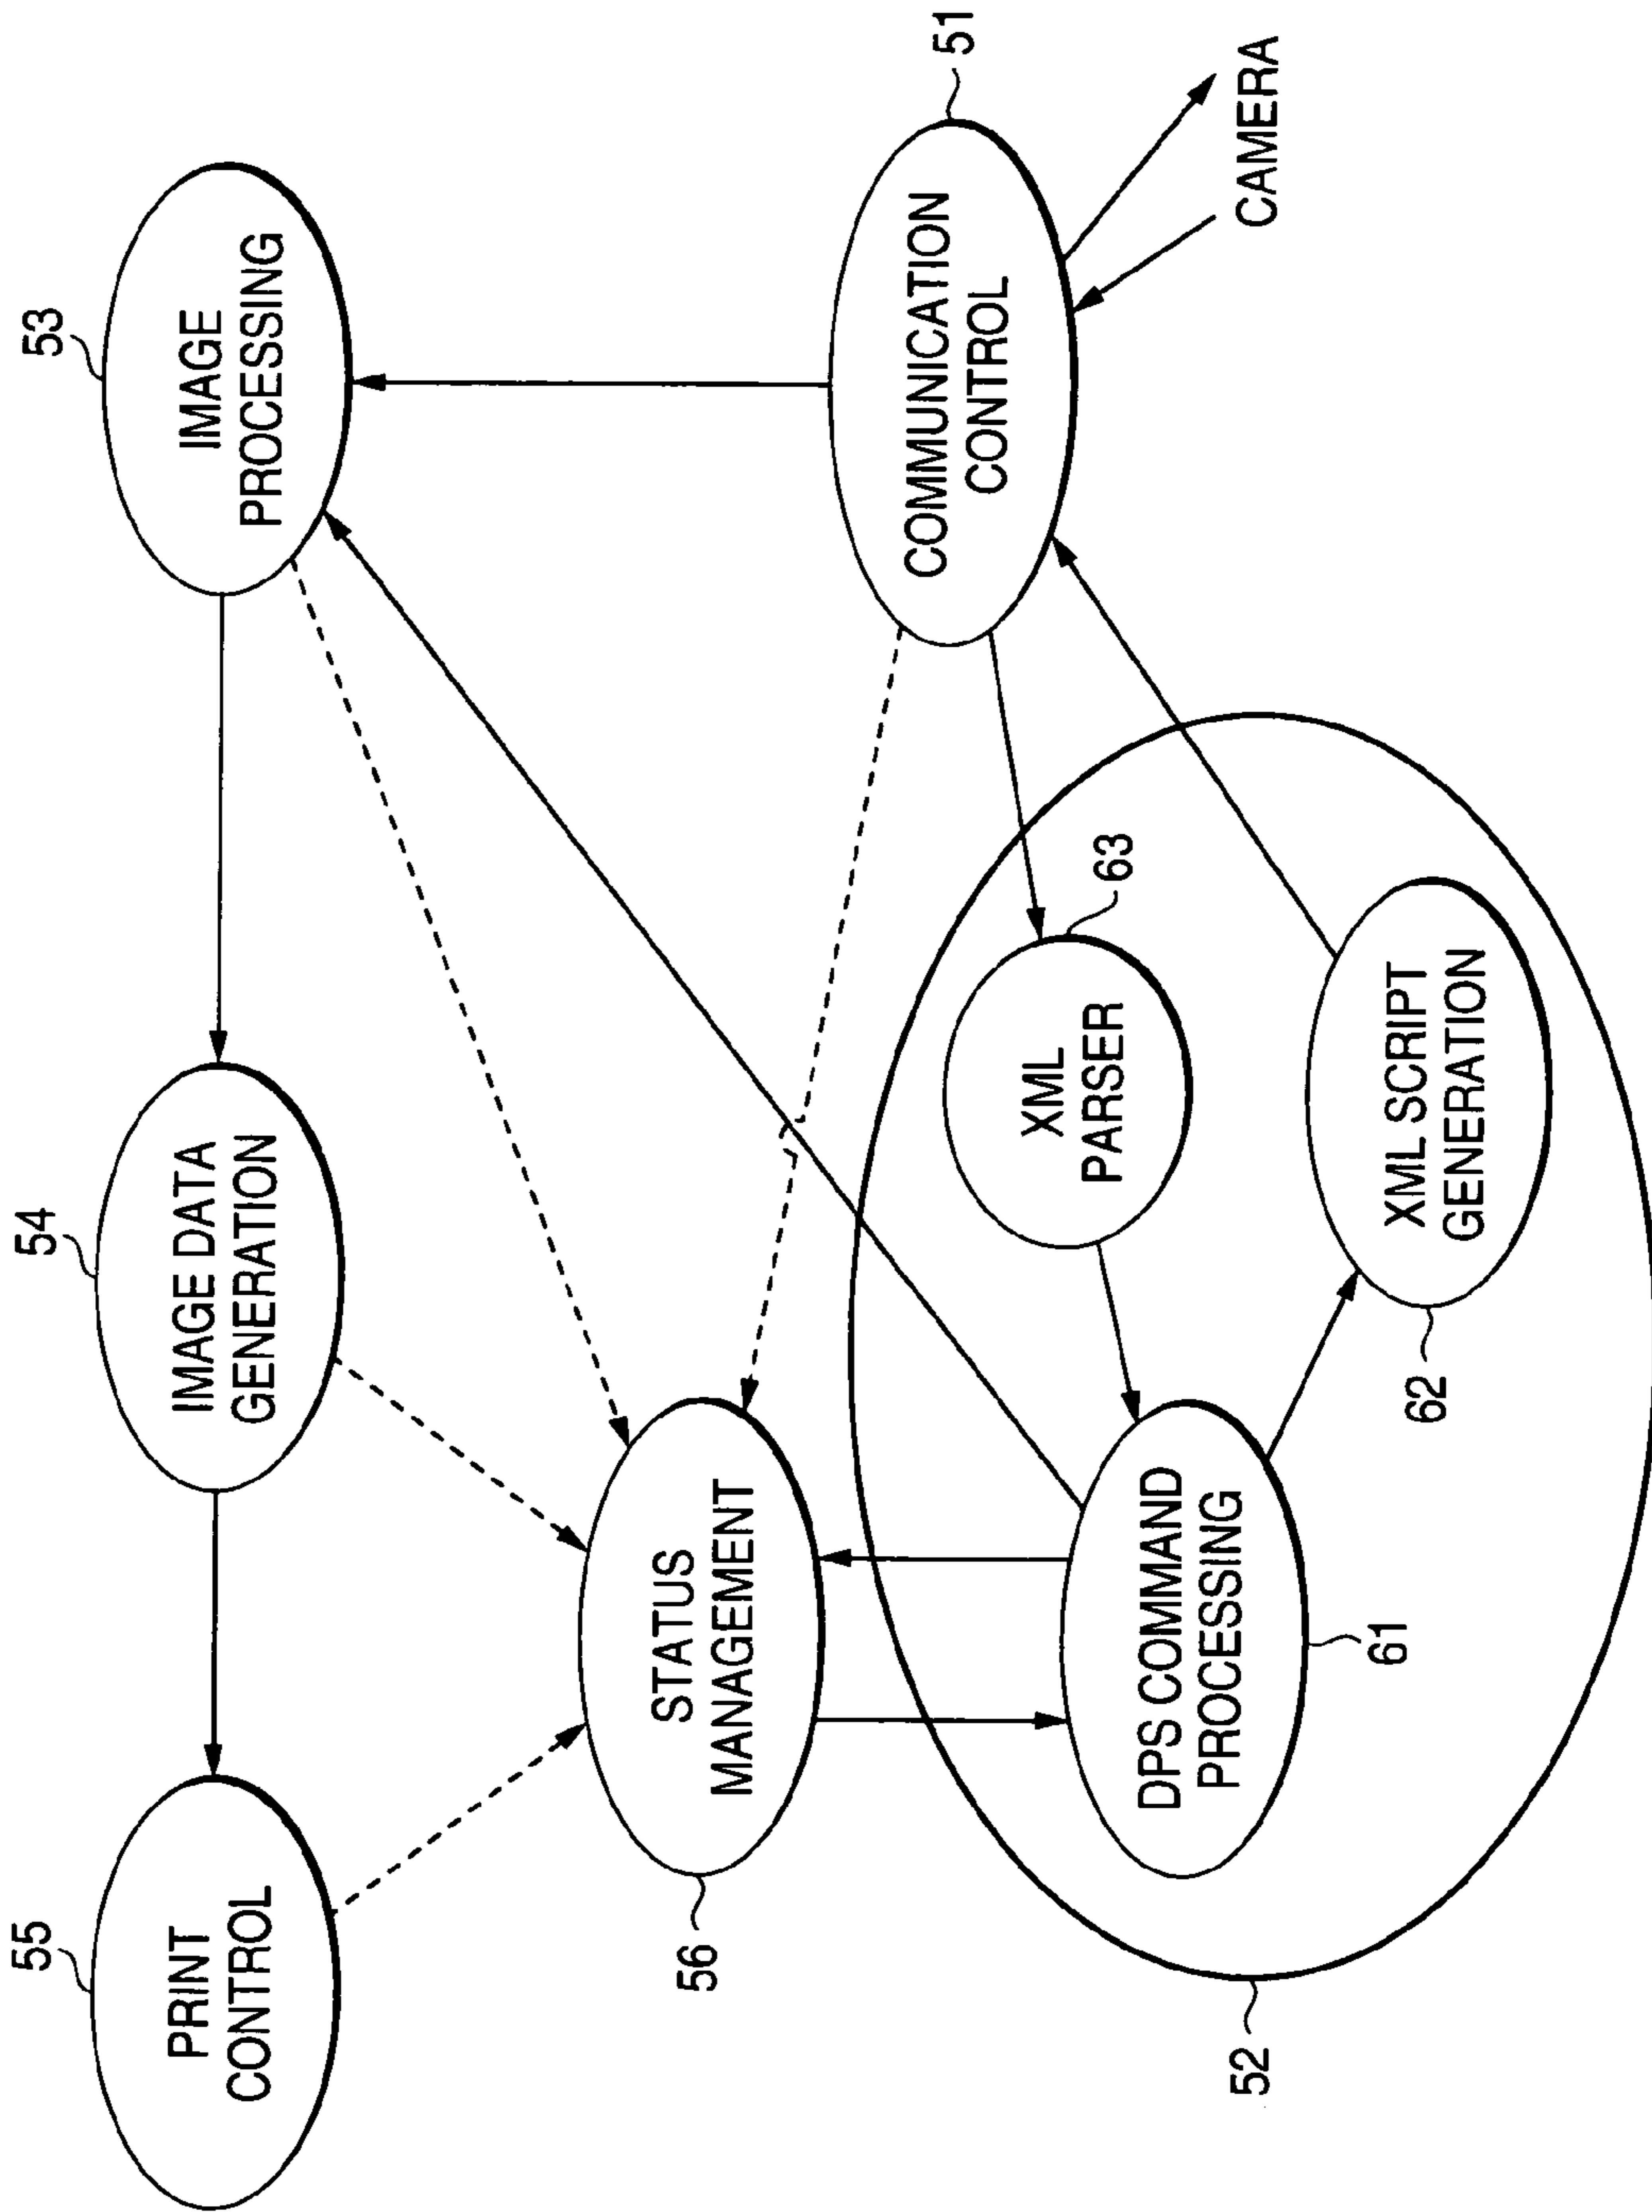 55
PRINT
CONTROL
54
IMAGE DATA
GENERATION
53
IMAGE
PROCESSING
56
STATUS
MANAGEMENT
COMMUNICATION
CONTROL
51
CAMERA
52
DPS COMMAND
PROCESSING
61
XML
PARSER
63
XML SCRIPT
GENERATION
62